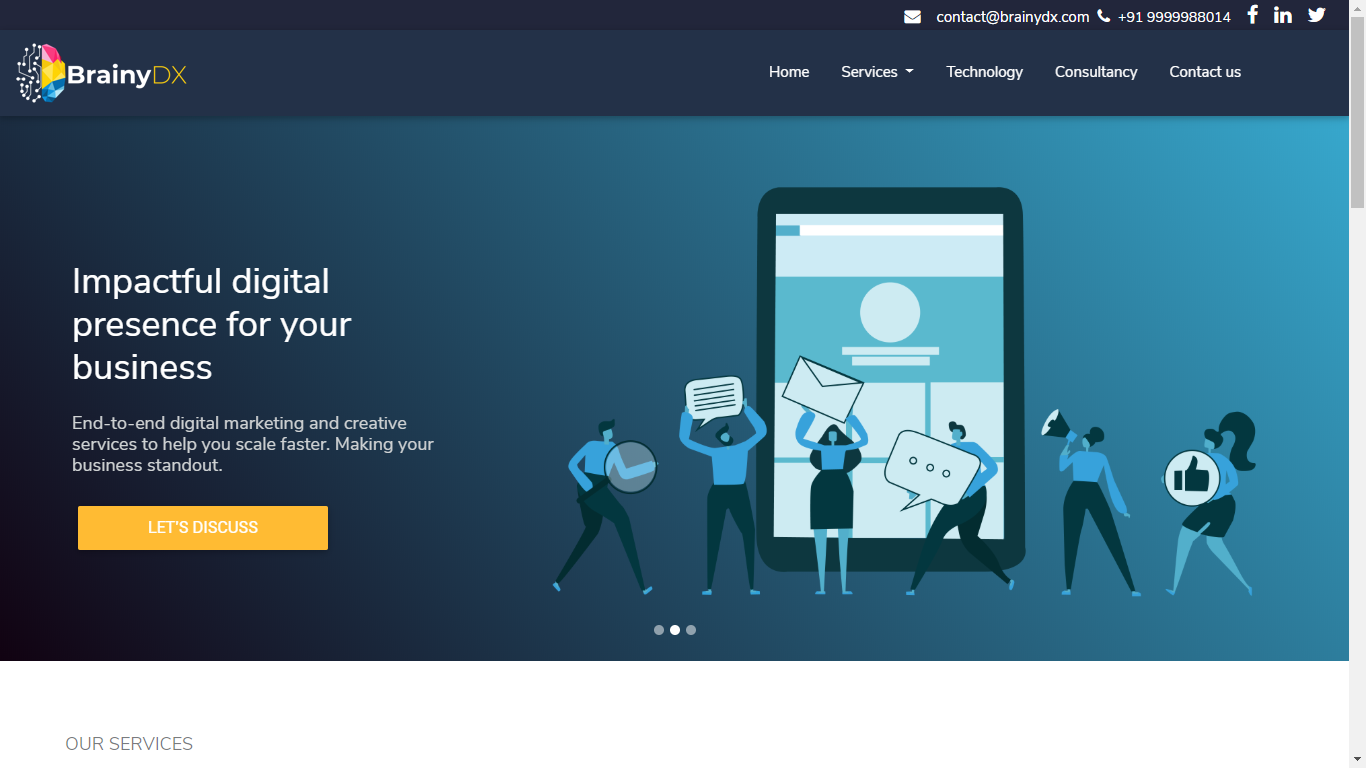 contact@brainydx.com +91 9999988014
BrainyDX
Home Services Technology Consultancy Contact us
Impactful digital
presence for your
business
End-to-end digital marketing and creative
services to help you scale faster. Making your
business standout.
LET'S DISCUSS
OUR SERVICES